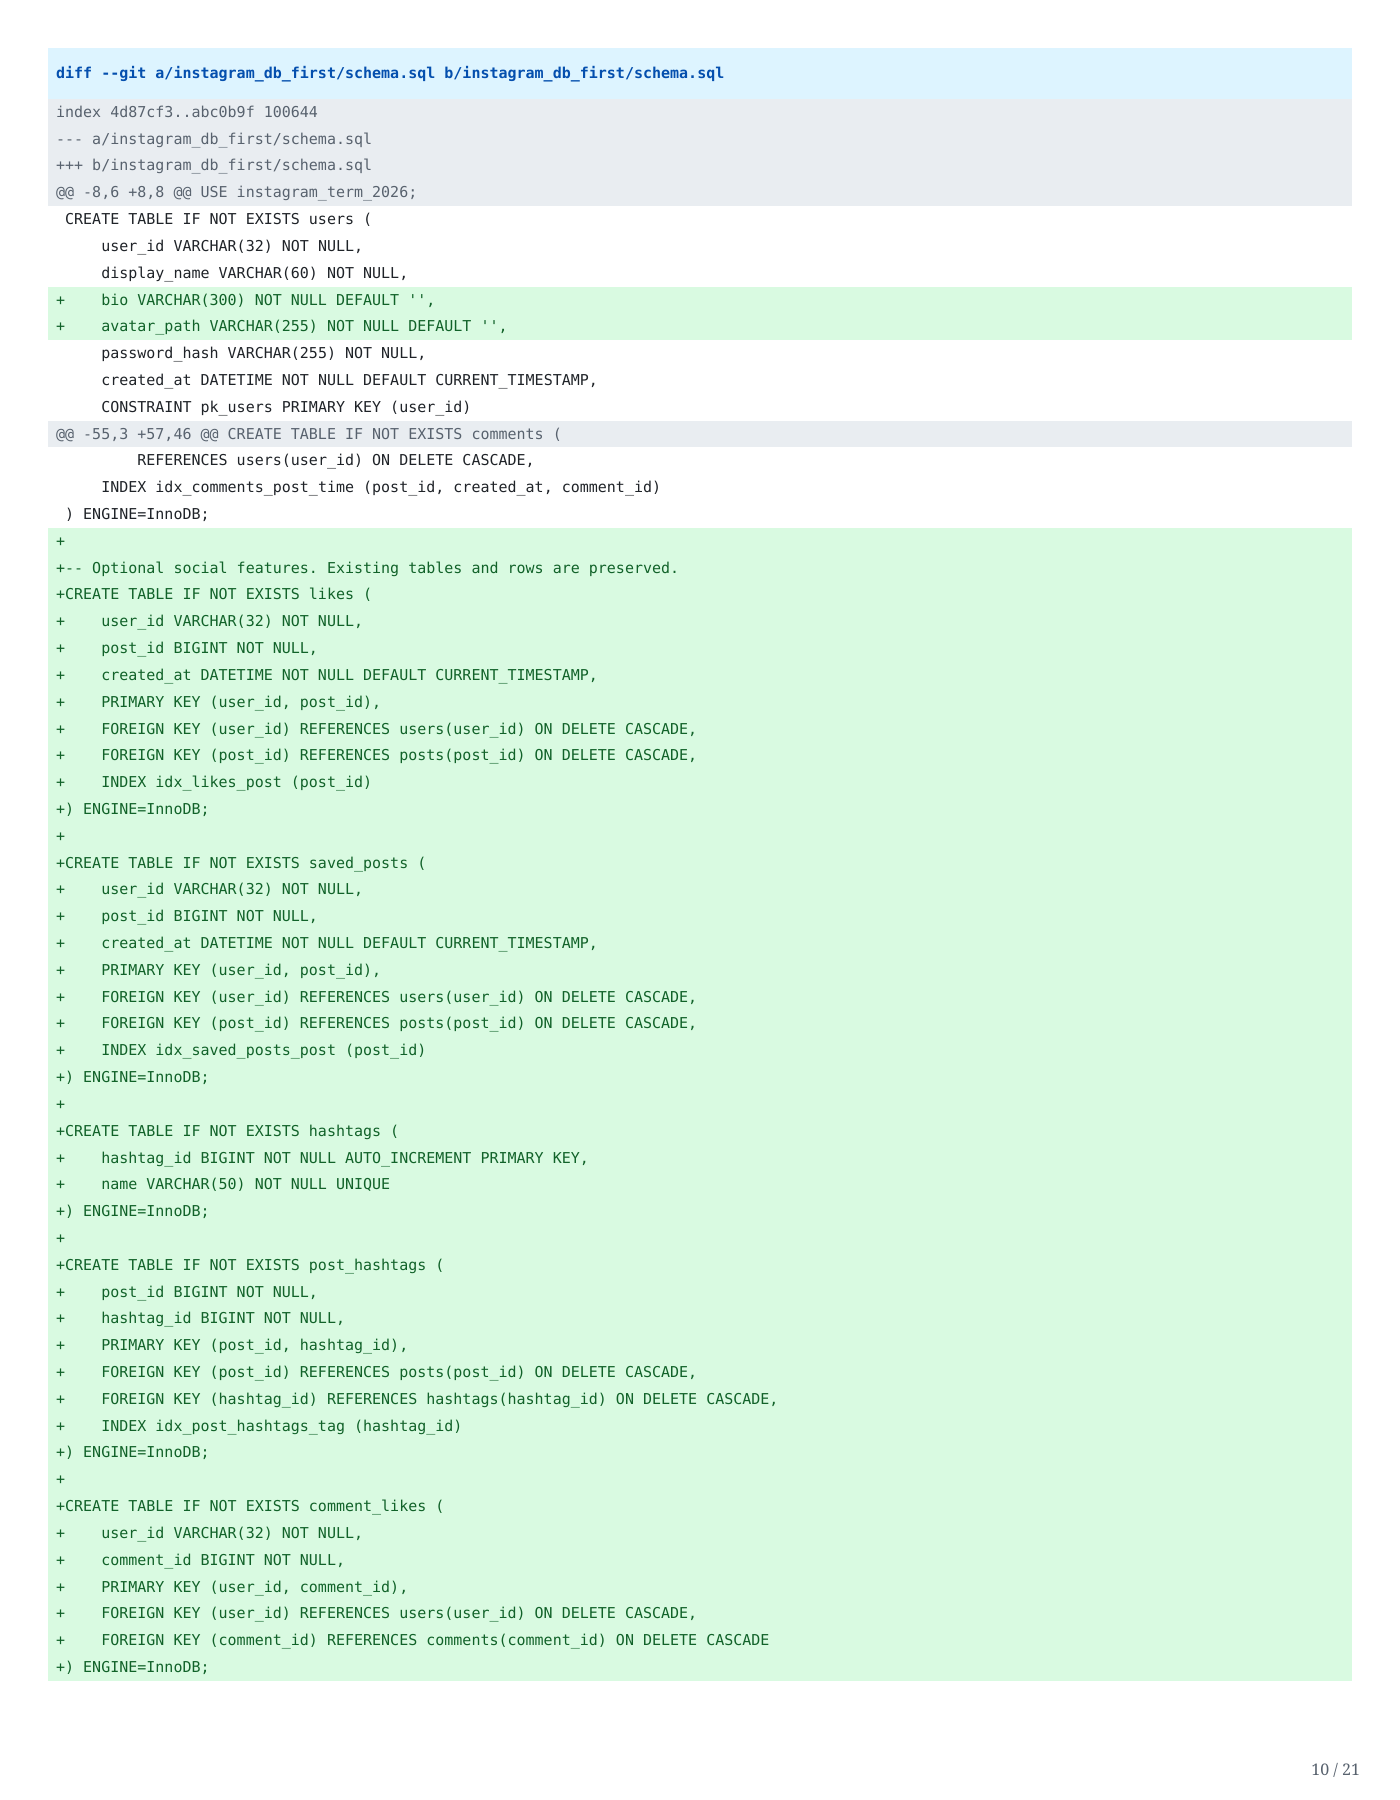 diff --git a/instagram_db_first/schema.sql b/instagram_db_first/schema.sql
index 4d87cf3..abc0b9f 100644
--- a/instagram_db_first/schema.sql
+++ b/instagram_db_first/schema.sql
@@ -8,6 +8,8 @@ USE instagram_term_2026;
 CREATE TABLE IF NOT EXISTS users (
     user_id VARCHAR(32) NOT NULL,
     display_name VARCHAR(60) NOT NULL,
+    bio VARCHAR(300) NOT NULL DEFAULT '',
+    avatar_path VARCHAR(255) NOT NULL DEFAULT '',
     password_hash VARCHAR(255) NOT NULL,
     created_at DATETIME NOT NULL DEFAULT CURRENT_TIMESTAMP,
     CONSTRAINT pk_users PRIMARY KEY (user_id)
@@ -55,3 +57,46 @@ CREATE TABLE IF NOT EXISTS comments (
         REFERENCES users(user_id) ON DELETE CASCADE,
     INDEX idx_comments_post_time (post_id, created_at, comment_id)
 ) ENGINE=InnoDB;
+
+-- Optional social features. Existing tables and rows are preserved.
+CREATE TABLE IF NOT EXISTS likes (
+    user_id VARCHAR(32) NOT NULL,
+    post_id BIGINT NOT NULL,
+    created_at DATETIME NOT NULL DEFAULT CURRENT_TIMESTAMP,
+    PRIMARY KEY (user_id, post_id),
+    FOREIGN KEY (user_id) REFERENCES users(user_id) ON DELETE CASCADE,
+    FOREIGN KEY (post_id) REFERENCES posts(post_id) ON DELETE CASCADE,
+    INDEX idx_likes_post (post_id)
+) ENGINE=InnoDB;
+
+CREATE TABLE IF NOT EXISTS saved_posts (
+    user_id VARCHAR(32) NOT NULL,
+    post_id BIGINT NOT NULL,
+    created_at DATETIME NOT NULL DEFAULT CURRENT_TIMESTAMP,
+    PRIMARY KEY (user_id, post_id),
+    FOREIGN KEY (user_id) REFERENCES users(user_id) ON DELETE CASCADE,
+    FOREIGN KEY (post_id) REFERENCES posts(post_id) ON DELETE CASCADE,
+    INDEX idx_saved_posts_post (post_id)
+) ENGINE=InnoDB;
+
+CREATE TABLE IF NOT EXISTS hashtags (
+    hashtag_id BIGINT NOT NULL AUTO_INCREMENT PRIMARY KEY,
+    name VARCHAR(50) NOT NULL UNIQUE
+) ENGINE=InnoDB;
+
+CREATE TABLE IF NOT EXISTS post_hashtags (
+    post_id BIGINT NOT NULL,
+    hashtag_id BIGINT NOT NULL,
+    PRIMARY KEY (post_id, hashtag_id),
+    FOREIGN KEY (post_id) REFERENCES posts(post_id) ON DELETE CASCADE,
+    FOREIGN KEY (hashtag_id) REFERENCES hashtags(hashtag_id) ON DELETE CASCADE,
+    INDEX idx_post_hashtags_tag (hashtag_id)
+) ENGINE=InnoDB;
+
+CREATE TABLE IF NOT EXISTS comment_likes (
+    user_id VARCHAR(32) NOT NULL,
+    comment_id BIGINT NOT NULL,
+    PRIMARY KEY (user_id, comment_id),
+    FOREIGN KEY (user_id) REFERENCES users(user_id) ON DELETE CASCADE,
+    FOREIGN KEY (comment_id) REFERENCES comments(comment_id) ON DELETE CASCADE
+) ENGINE=InnoDB;
10 / 21